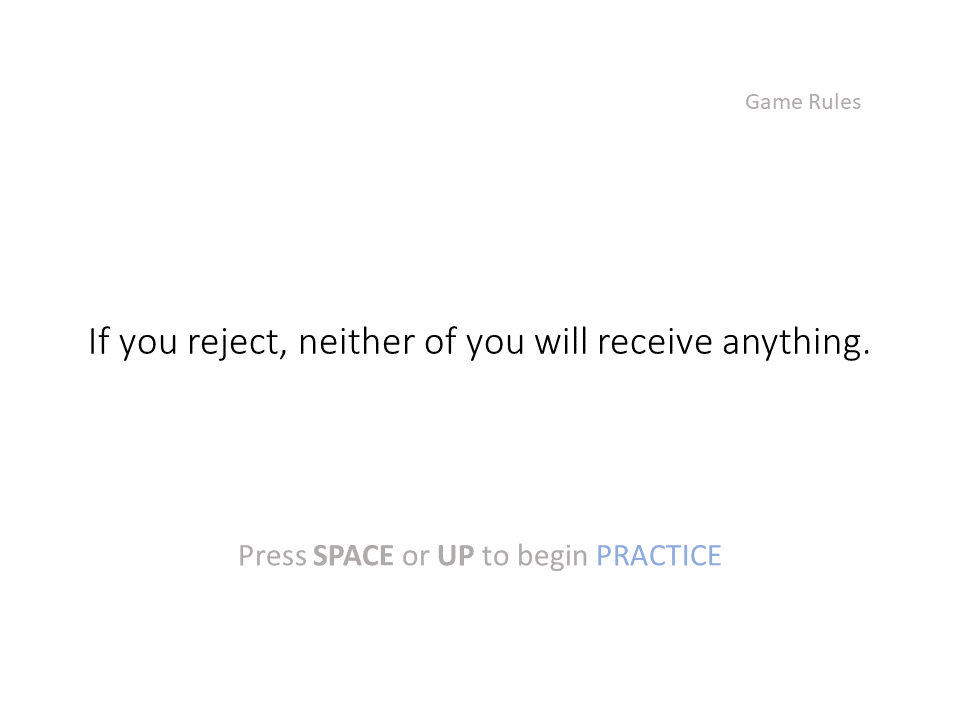 Game Rules
If you reject, neither of you will receive anything.
Press SPACE or UP to begin PRACTICE